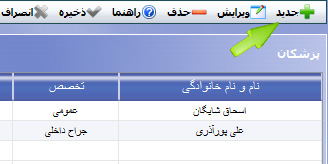 جدید ویرایش حذف راهنما ذخیره انصراف
پزشکان
نام و نام خانوادگی تخصص
اسحاق شایگان عمومی
علی پورآذری جراح داخلی